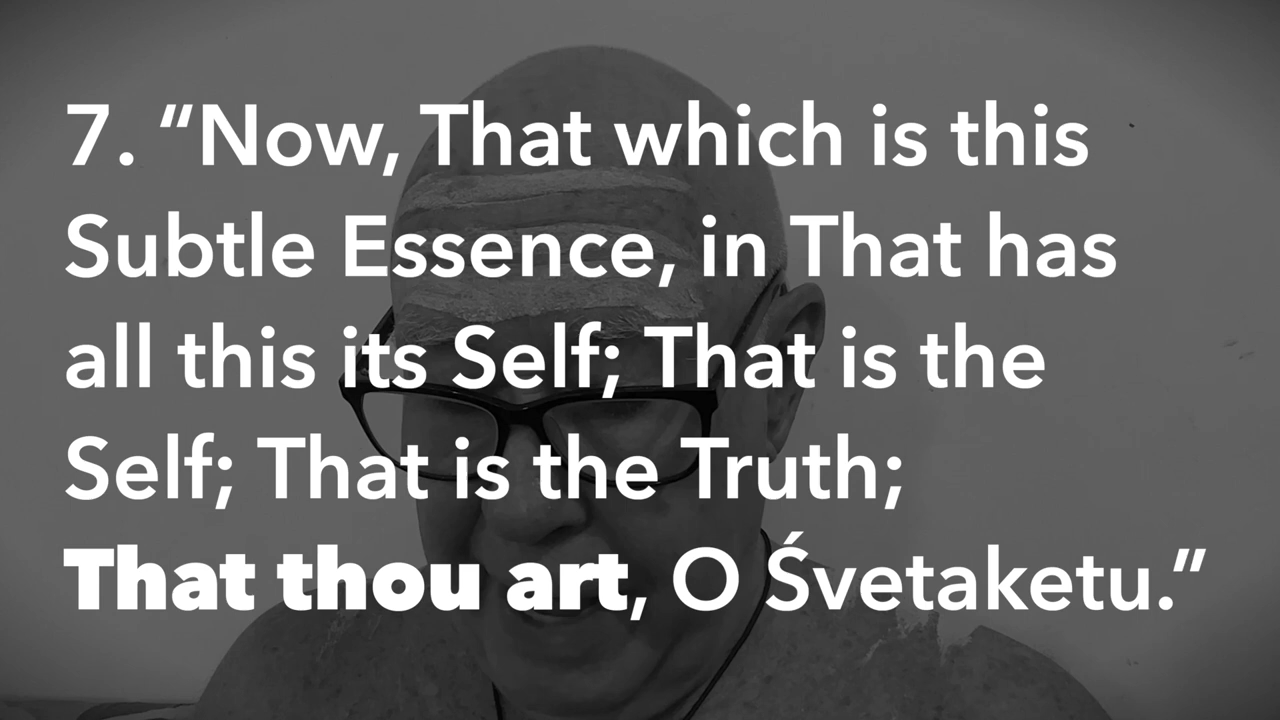 7. “Now, That which is this
Subtle Essence, in That has
all this its Self; That is the
Self; That is the Truth;
That thou art, O Śvetaketu.”